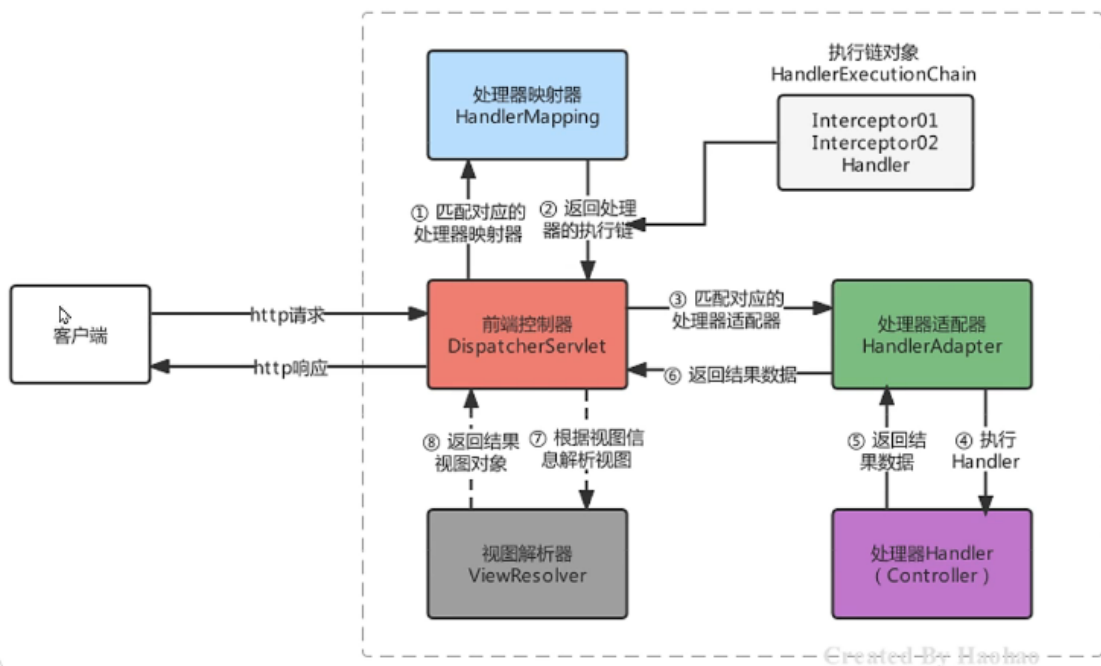 执行链对象
HandlerExecutionChain
处理器映射器
HandlerMapping
Interceptor01
Interceptor02
Handler
① 匹配对应的
处理器映射器
② 返回处理
器的执行链
客户端
http请求
http响应
前端控制器
DispatcherServlet
③ 匹配对应的
处理器适配器
⑥ 返回结果数据
处理器适配器
HandlerAdapter
⑧ 返回结果
视图对象
⑦ 根据视图信
息解析视图
⑤ 返回结
果数据
④ 执行
Handler
视图解析器
ViewResolver
处理器Handler
( Controller )
Created By Haohao